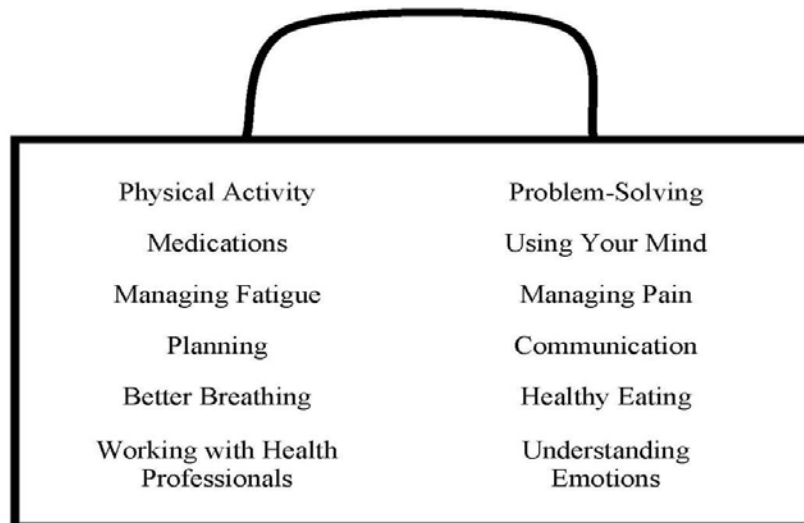 Physical Activity
Medications
Managing Fatigue
Planning
Better Breathing
Working with Health
Professionals
Problem-Solving
Using Your Mind
Managing Pain
Communication
Healthy Eating
Understanding
Emotions